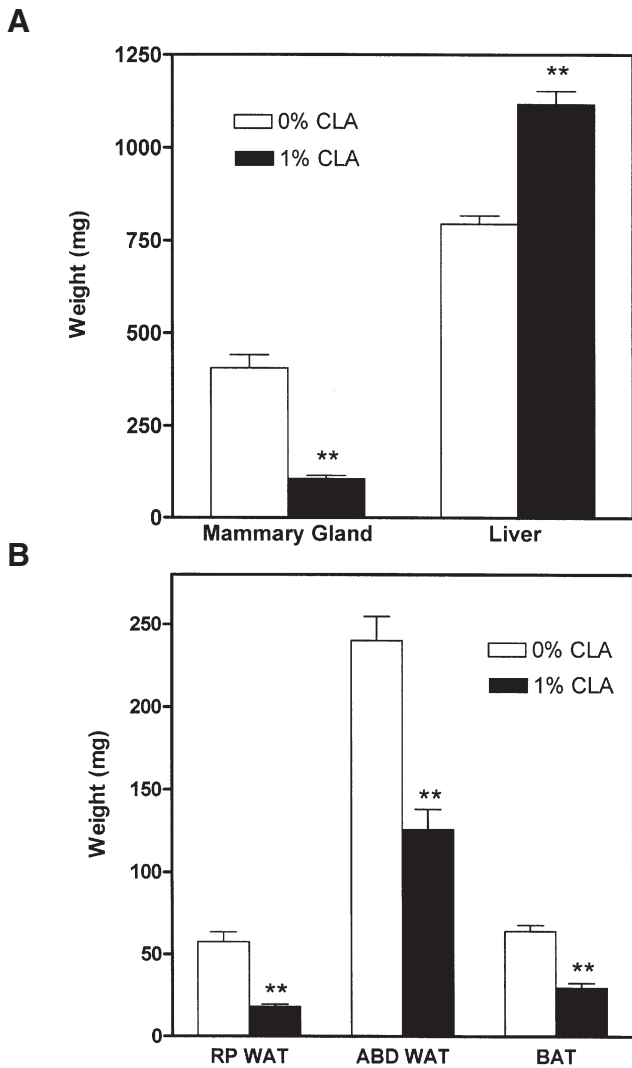 A
1250
1000
750
500
250
0
Weight (mg)
0% CLA
1% CLA
**
**
Mammary Gland
Liver
B
250
200
150
100
50
0
Weight (mg)
0% CLA
1% CLA
**
**
**
RP WAT
ABD WAT
BAT